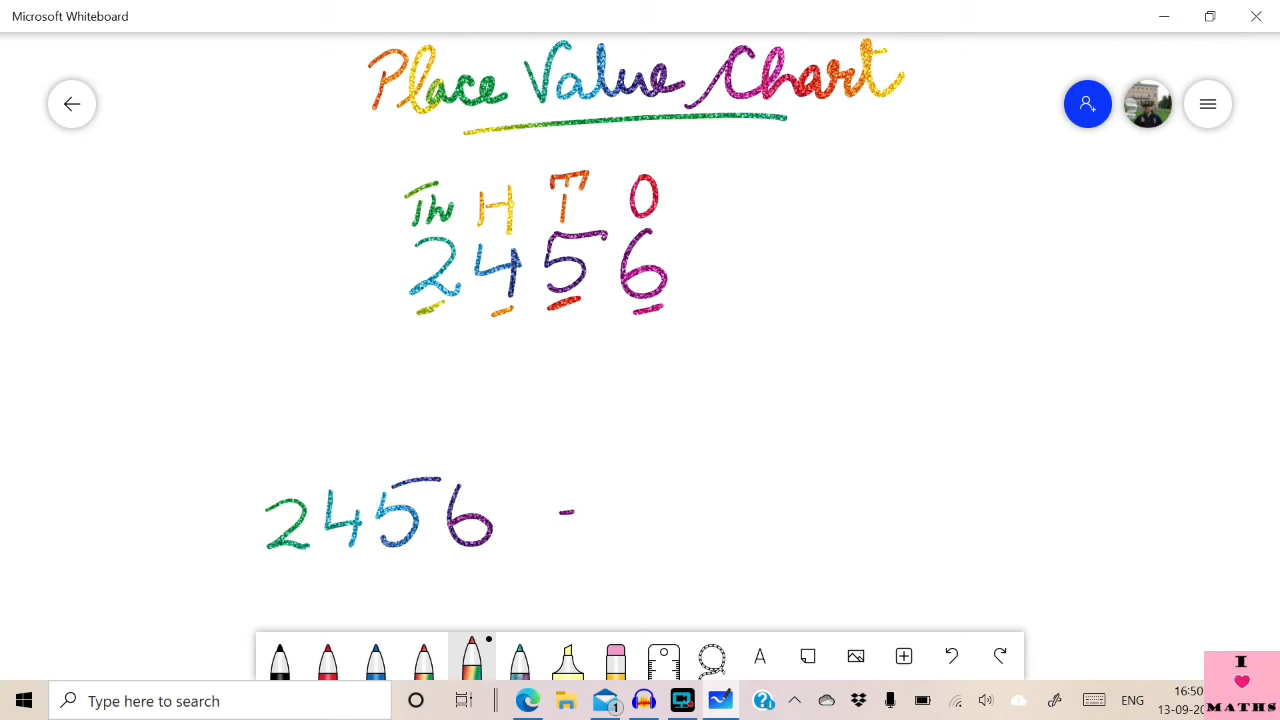 Microsoft Whiteboard
Place Value Chart
Th H T O
2 4 5 6
2456 -
A
Type here to search
1
ENG
16:50
13-09-20
I
MATHS